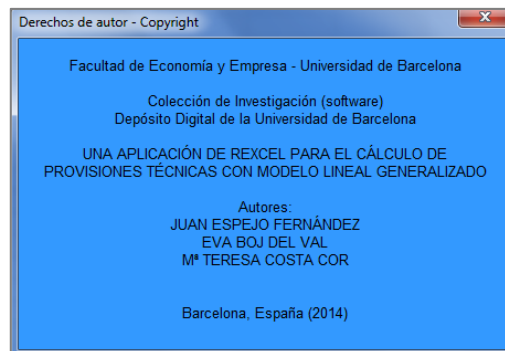 Derechos de autor - Copyright
Facultad de Economía y Empresa - Universidad de Barcelona
Colección de Investigación (software)
Depósito Digital de la Universidad de Barcelona
UNA APLICACIÓN DE REXCEL PARA EL CÁLCULO DE
PROVISIONES TÉCNICAS CON MODELO LINEAL GENERALIZADO
Autores:
JUAN ESPEJO FERNÁNDEZ
EVA BOJ DEL VAL
Mª TERESA COSTA COR
Barcelona, España (2014)